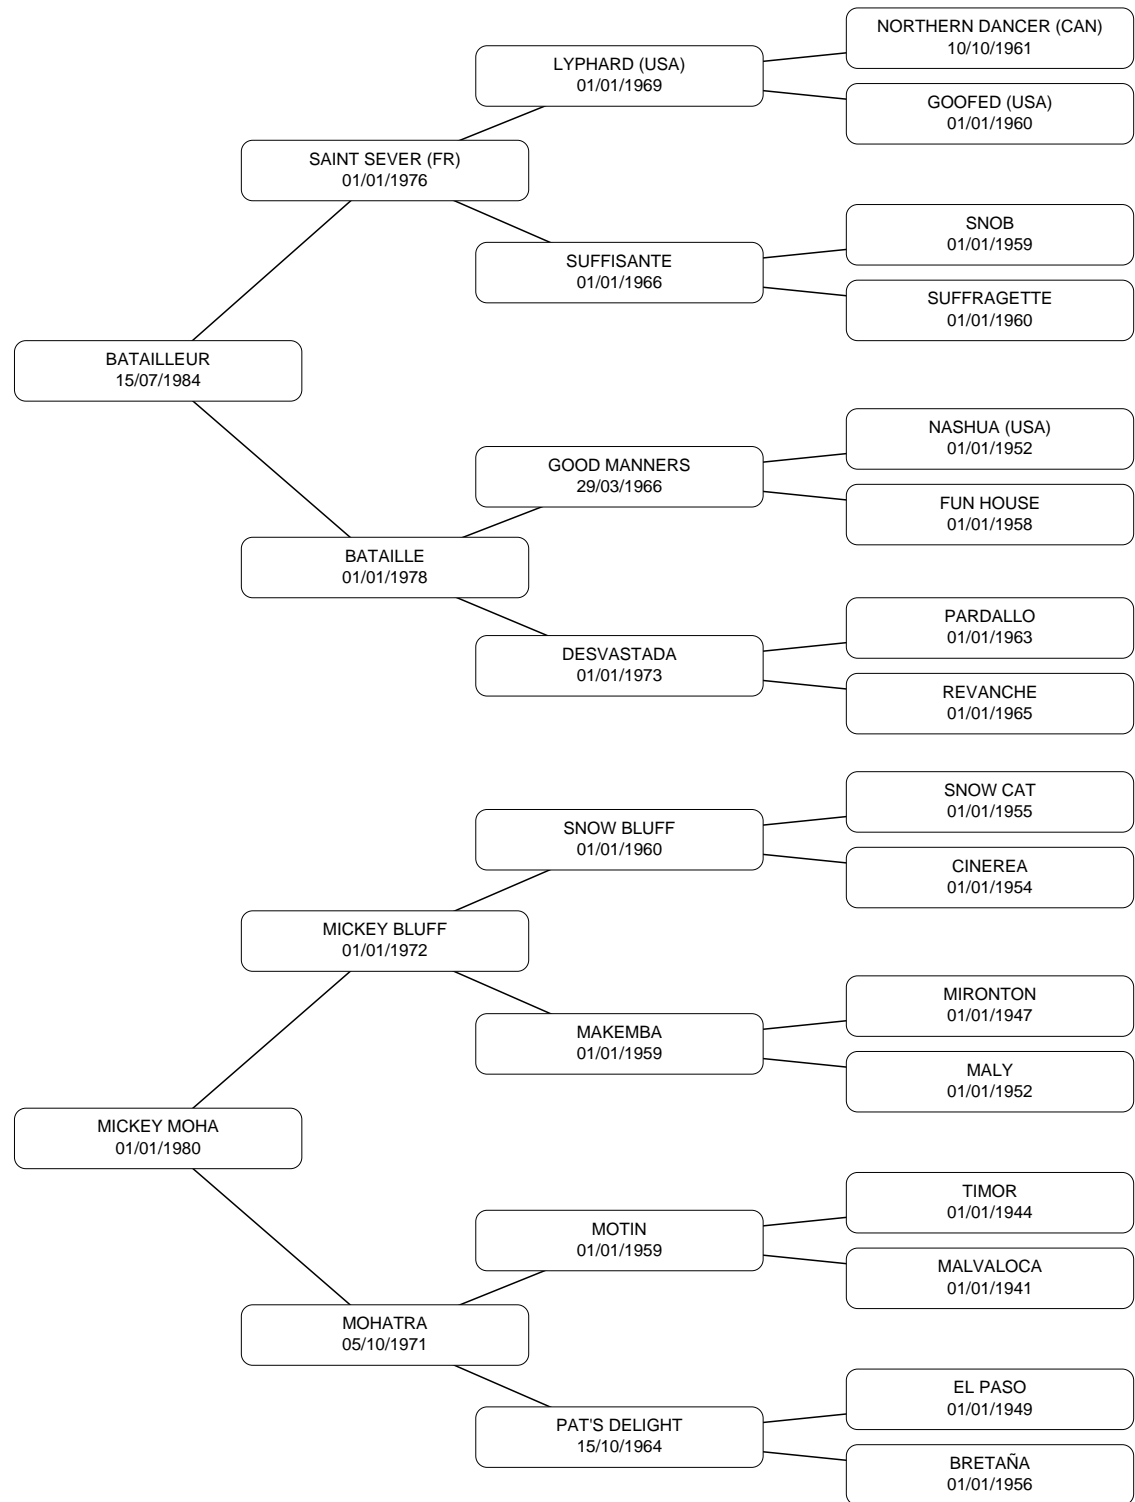 NORTHERN DANCER (CAN)
10/10/1961
LYPHARD (USA)
01/01/1969
GOOFED (USA)
01/01/1960
SAINT SEVER (FR)
01/01/1976
SNOB
01/01/1959
SUFFISANTE
01/01/1966
SUFFRAGETTE
01/01/1960
BATAILLEUR
15/07/1984
NASHUA (USA)
01/01/1952
GOOD MANNERS
29/03/1966
FUN HOUSE
01/01/1958
BATAILLE
01/01/1978
PARDALLO
01/01/1963
DESVASTADA
01/01/1973
REVANCHE
01/01/1965
SNOW CAT
01/01/1955
SNOW BLUFF
01/01/1960
CINEREA
01/01/1954
MICKEY BLUFF
01/01/1972
MIRONTON
01/01/1947
MAKEMBA
01/01/1959
MALY
01/01/1952
MICKEY MOHA
01/01/1980
TIMOR
01/01/1944
MOTIN
01/01/1959
MALVALOCA
01/01/1941
MOHATRA
05/10/1971
EL PASO
01/01/1949
PAT'S DELIGHT
15/10/1964
BRETAÑA
01/01/1956